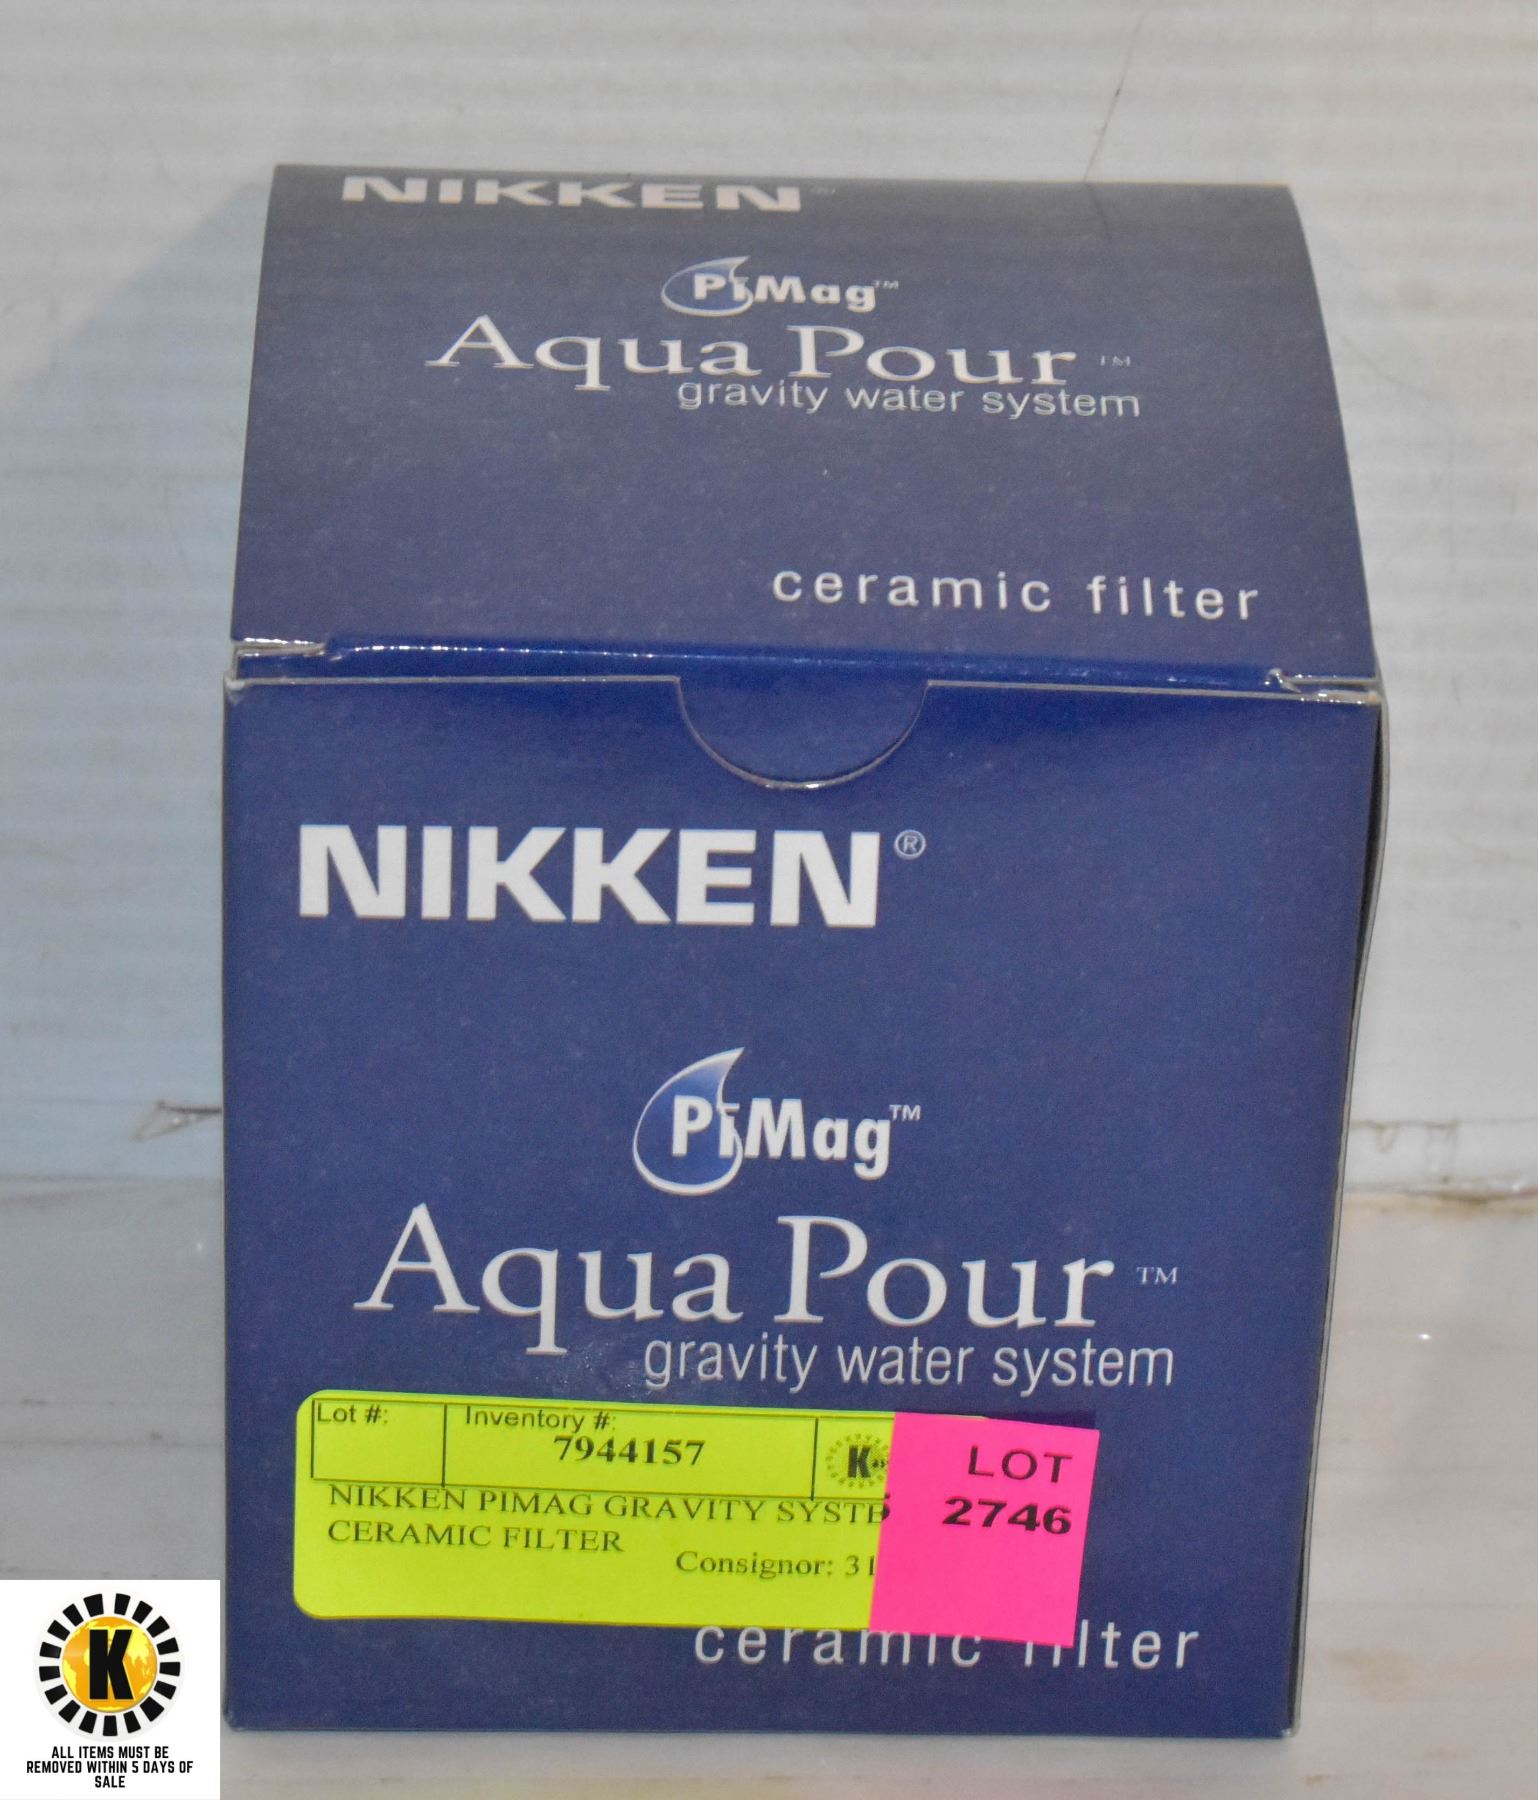 NIKKEN
PiMag™
Aqua Pour™
gravity water system
ceramic filter
NIKKEN®
PiMag™
Aqua Pour™
gravity water system
Lot #:
Inventory #:
7944157
K
LOT
2746
NIKKEN PIMAG GRAVITY SYSTE
CERAMIC FILTER
Consignor: 31
ceramic filter
K
ALL ITEMS MUST BE
REMOVED WITHIN 5 DAYS OF
SALE